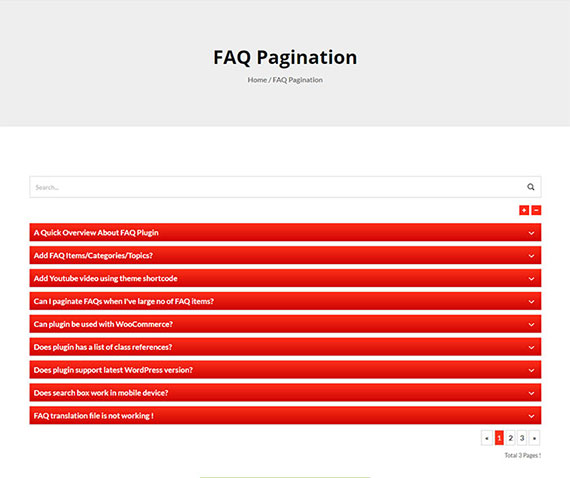 FAQ Pagination
Home / FAQ Pagination
Search...
+ −
A Quick Overview About FAQ Plugin
Add FAQ Items/Categories/Topics?
Add Youtube video using theme shortcode
Can I paginate FAQs when I've large no of FAQ items?
Can plugin be used with WooCommerce?
Does plugin has a list of class references?
Does plugin support latest WordPress version?
Does search box work in mobile device?
FAQ translation file is not working !
« 1 2 3 »
Total 3 Pages !